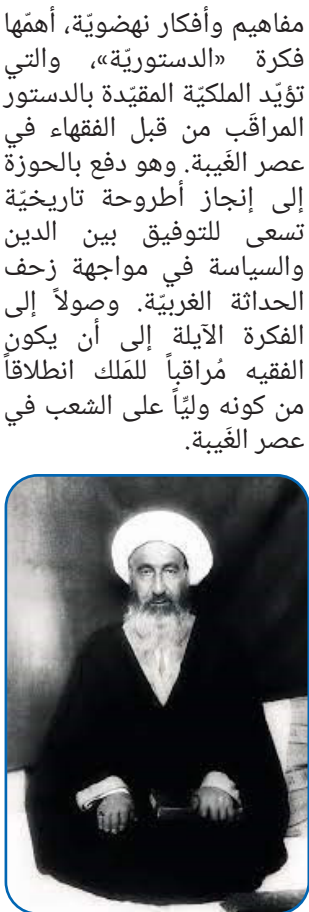 مفاهيم وأفكار نهضويّة، أهمّها
فكرة «الدستوريّة»، والتي
تؤيّد الملكيّة المقيّدة بالدستور
المراقَب من قبل الفقهاء في
عصر الغَيبة. وهو دفع بالحوزة
إلى إنجاز أطروحة تاريخيّة
تسعى للتوفيق بين الدين
والسياسة في مواجهة زحف
الحداثة الغربيّة. وصولاً إلى
الفكرة الآيلة إلى أن يكون
الفقيه مُراقباً للمَلك انطلاقاً
من كونه وليّاً على الشعب في
عصر الغَيبة.